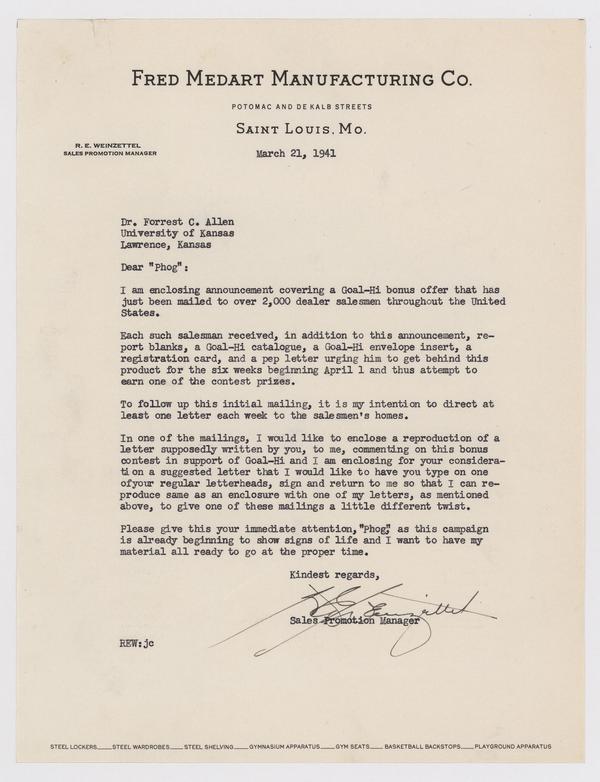 FRED MEDART MANUFACTURING CO.
POTOMAC AND DE KALB STREETS
SAINT LOUIS, MO.
R. E. WEINZETTEL
SALES PROMOTION MANAGER
March 21, 1941
Dr. Forrest C. Allen
University of Kansas
Lawrence, Kansas
Dear "Phog":
I am enclosing announcement covering a Goal-Hi bonus offer that has
just been mailed to over 2,000 dealer salesmen throughout the United
States.
Each such salesman received, in addition to this announcement, re-
port blanks, a Goal-Hi catalogue, a Goal-Hi envelope insert, a
registration card, and a pep letter urging him to get behind this
product for the six weeks beginning April 1 and thus attempt to
earn one of the contest prizes.
To follow up this initial mailing, it is my intention to direct at
least one letter each week to the salesmen's homes.
In one of the mailings, I would like to enclose a reproduction of a
letter supposedly written by you, to me, commenting on this bonus
contest in support of Goal-Hi and I am enclosing for your considera-
tion a suggested letter that I would like to have you type on one
ofyour regular letterheads, sign and return to me so that I can re-
produce same as an enclosure with one of my letters, as mentioned
above, to give one of these mailings a little different twist.
Please give this your immediate attention, "Phog," as this campaign
is already beginning to show signs of life and I want to have my
material all ready to go at the proper time.
Kindest regards,
R E Weinzettel
Sales Promotion Manager
REW:jc
STEEL LOCKERS___STEEL WARDROBES___STEEL SHELVING___GYMNASIUM APPARATUS___GYM SEATS___BASKETBALL BACKSTOPS___PLAYGROUND APPARATUS